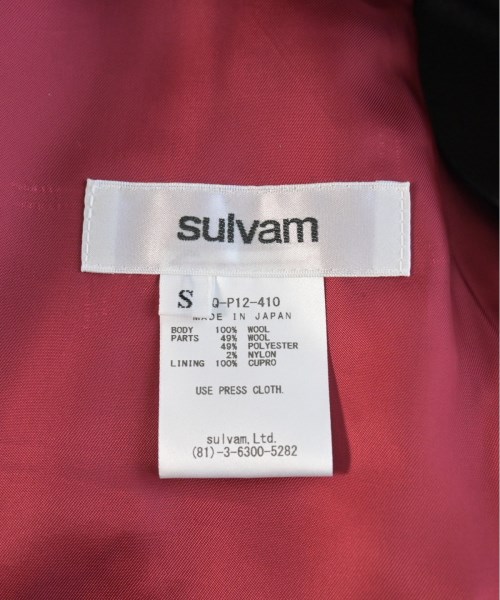 sulvam
S Q-P12-410
MADE IN JAPAN
BODY 100% WOOL
PARTS 49% WOOL
49% POLYESTER
2% NYLON
LINING 100% CUPRO
USE PRESS CLOTH.
sulvam, Ltd.
(81)-3-6300-5282